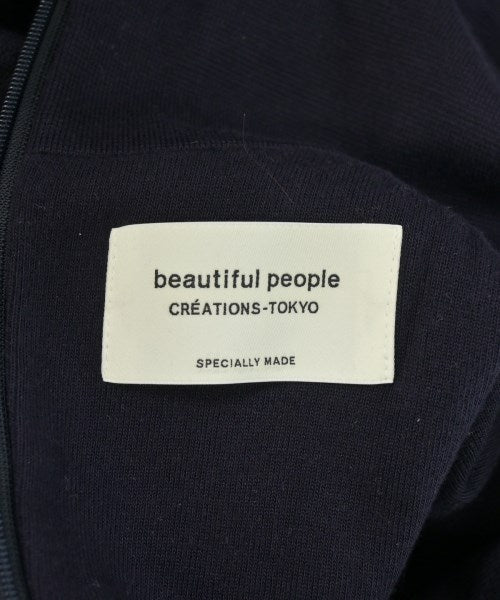 beautiful people
CRÉATIONS-TOKYO
SPECIALLY MADE